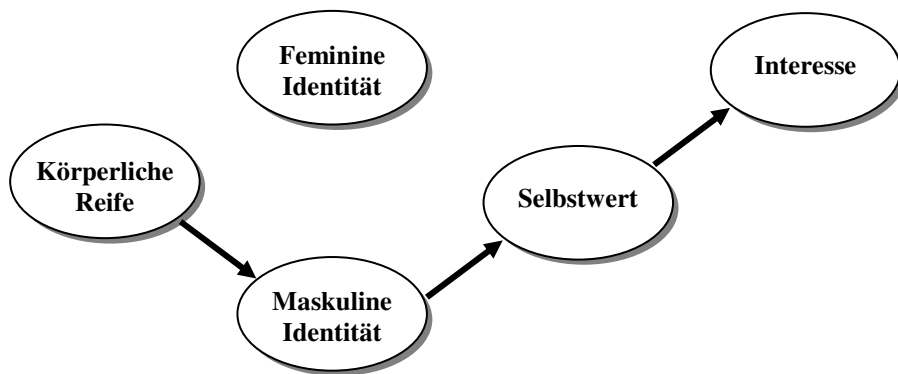 Feminine
Identität
Interesse
Körperliche
Reife
Selbstwert
Maskuline
Identität